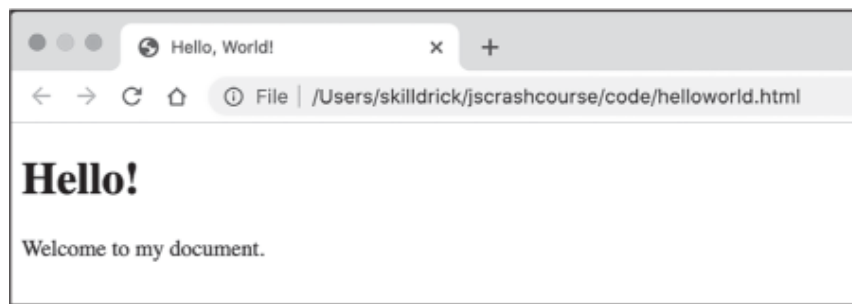 Hello, World!
File /Users/skilldrick/jscrashcourse/code/helloworld.html
Hello!
Welcome to my document.